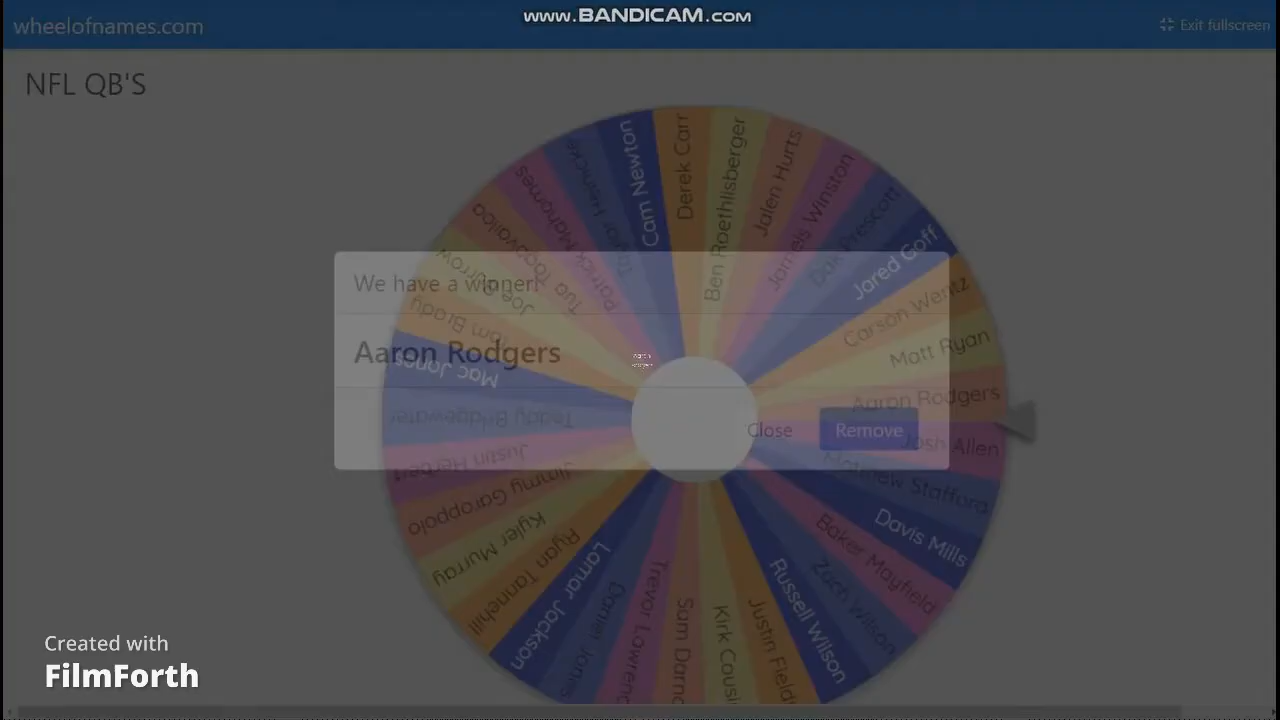 www.BANDICAM.com
wheelofnames.com
Exit fullscreen
NFL QB'S
Cam Newton
Derek Carr
Ben Roethlisberger
Jalen Hurts
Jameis Winston
Dak Prescott
Jared Goff
Carson Wentz
Matt Ryan
Aaron Rodgers
Josh Allen
Matthew Stafford
Davis Mills
Baker Mayfield
Zach Wilson
Russell Wilson
Justin Field
Kirk Cousi
Sam Darno
Trevor Lawrenc
Daniel Jones
Lamar Jackson
Ryan Tannehill
Kyler Murray
Jimmy Garoppolo
Justin Herbert
Teddy Bridgewater
Mac Jones
Tom Brady
Joe Burrow
Tua Tagovailoa
Patrick Mahomes
We have a winner!
Aaron Rodgers
Close
Remove
Created with
FilmForth